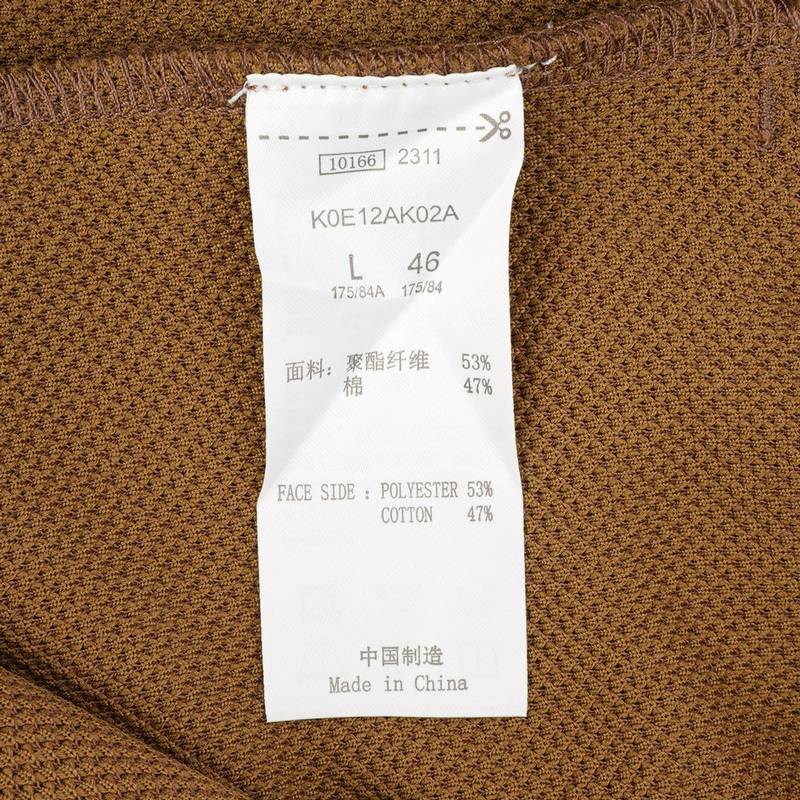 10166 2311
K0E12AK02A
L 46
175/84A 175/84
面料: 聚酯纤维 53%
棉 47%
FACE SIDE : POLYESTER 53%
COTTON 47%
中国制造
Made in China